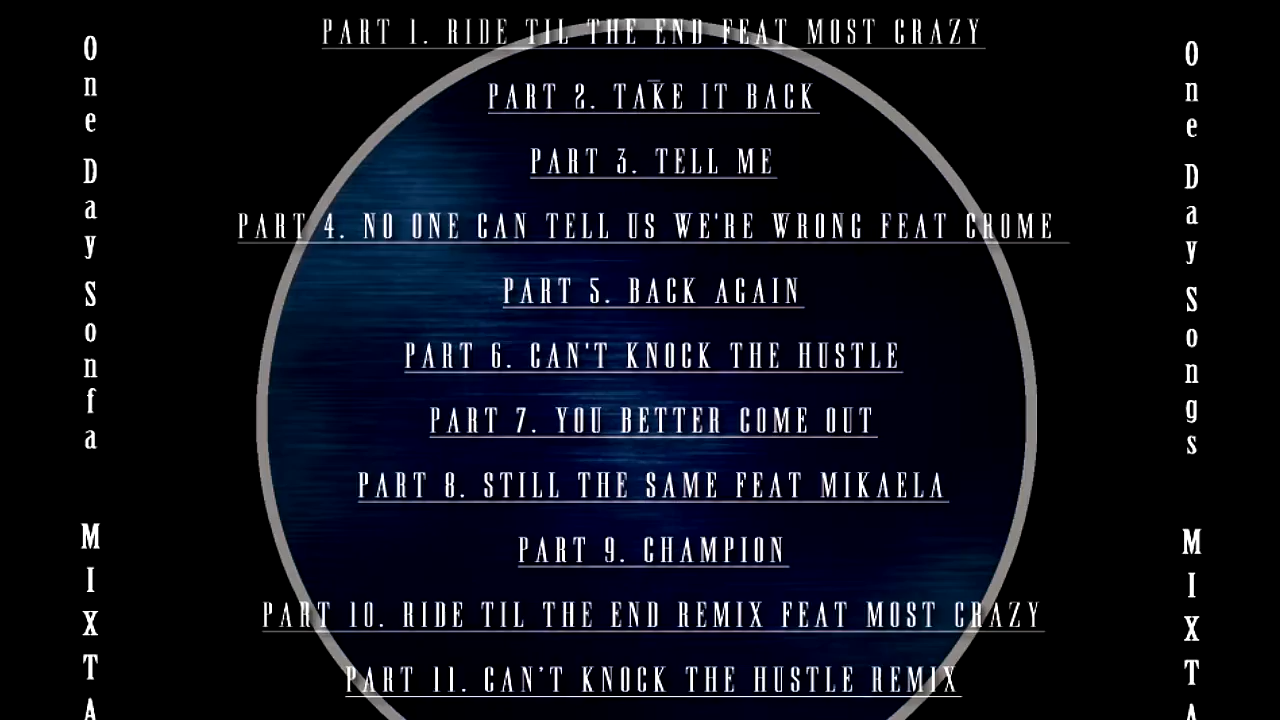 One Day Sonfa MIXTA
PART 1. RIDE TIL THE END FEAT MOST CRAZY
PART 2. TAKE IT BACK
PART 3. TELL ME
PART 4. NO ONE CAN TELL US WE'RE WRONG FEAT CROME
PART 5. BACK AGAIN
PART 6. CAN'T KNOCK THE HUSTLE
PART 7. YOU BETTER COME OUT
PART 8. STILL THE SAME FEAT MIKAELA
PART 9. CHAMPION
PART 10. RIDE TIL THE END REMIX FEAT MOST CRAZY
PART 11. CAN'T KNOCK THE HUSTLE REMIX
One Day Songs MIXTA